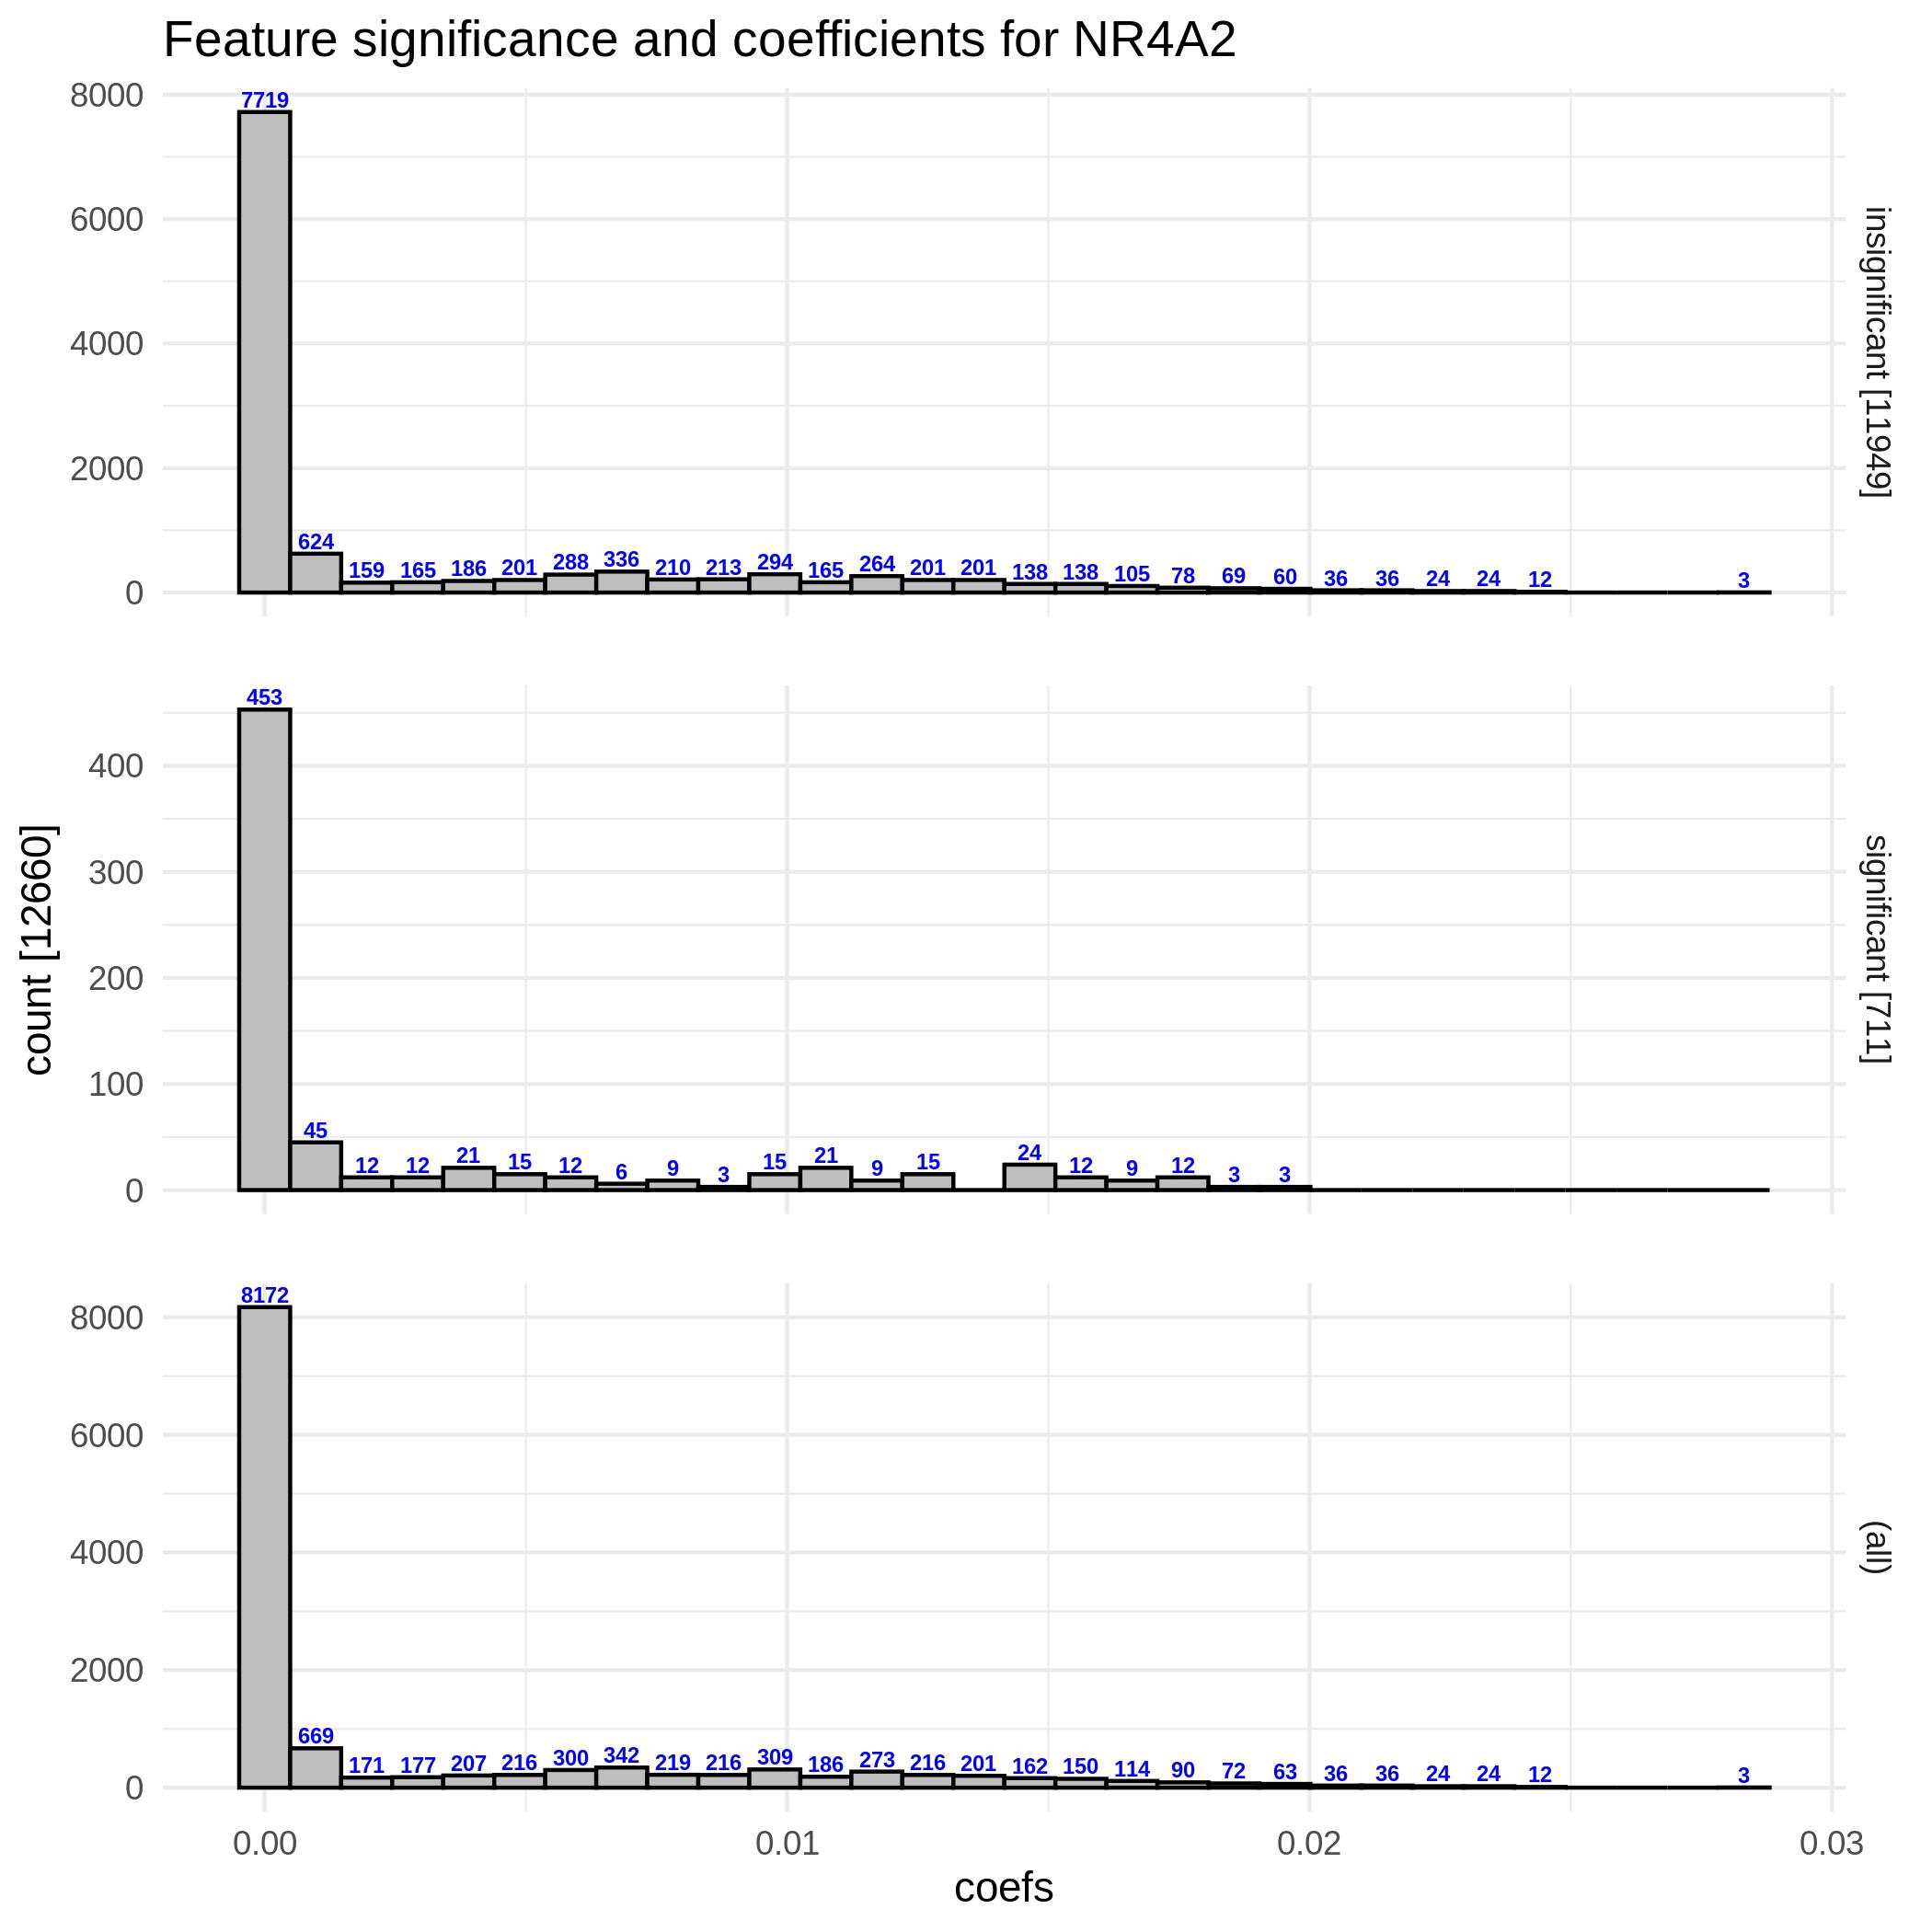 Feature significance and coefficients for NR4A2
8000
6000
4000
2000
0
7719
624 159 165 186 201 288 336 210 213 294 165 264 201 201 138 138 105 78 69 60 36 36 24 24 12 3
insignificant [11949]
count [12660]
400
300
200
100
0
453
45 12 12 21 15 12 6 9 3 15 21 9 15 24 12 9 12 3 3
significant [711]
8000
6000
4000
2000
0
8172
669 171 177 207 216 300 342 219 216 309 186 273 216 201 162 150 114 90 72 63 36 36 24 24 12 3
(all)
0.00 0.01 0.02 0.03
coefs